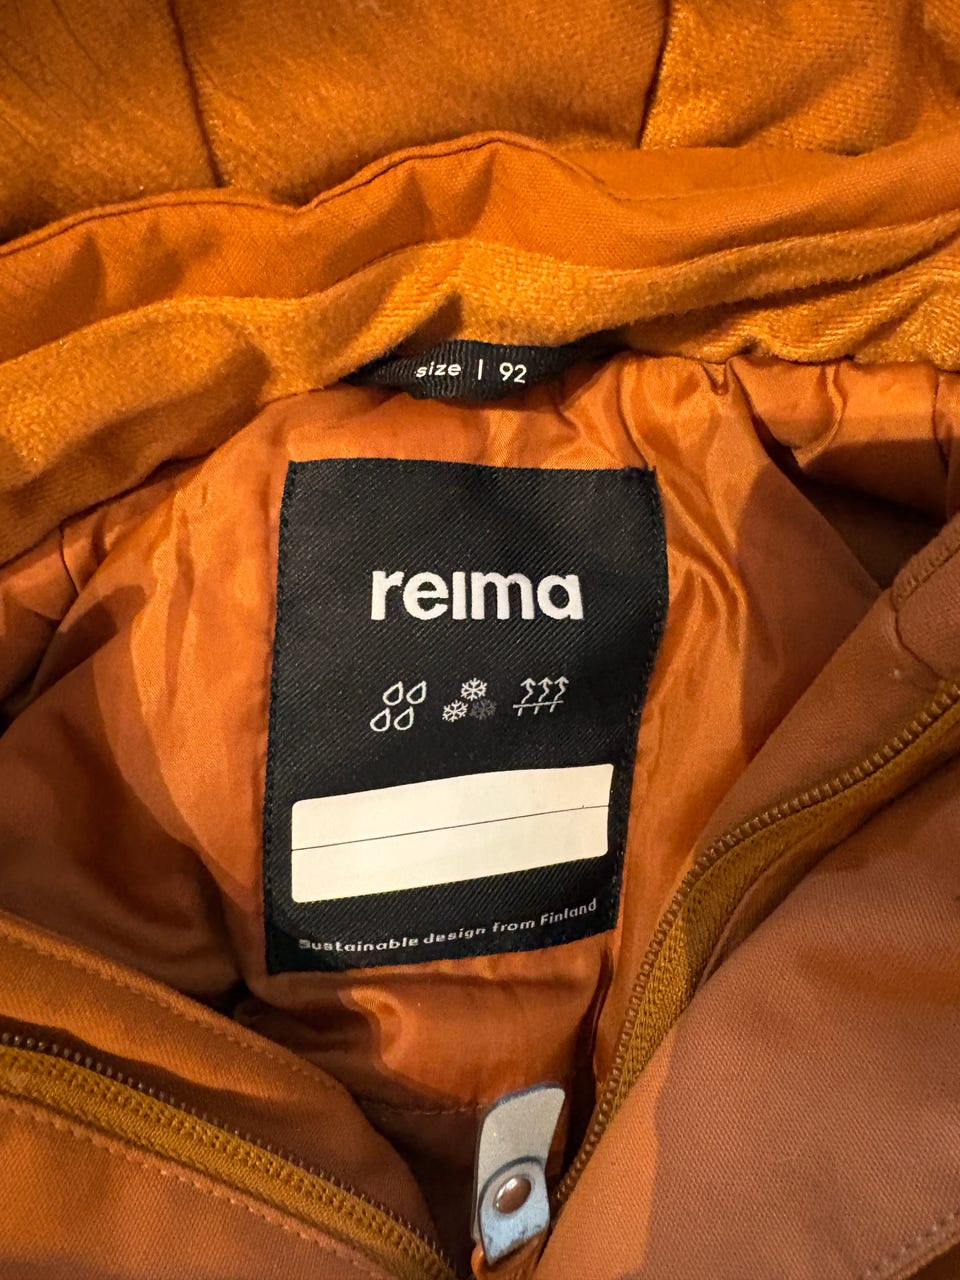 size | 92
reima
Sustainable design from Finland